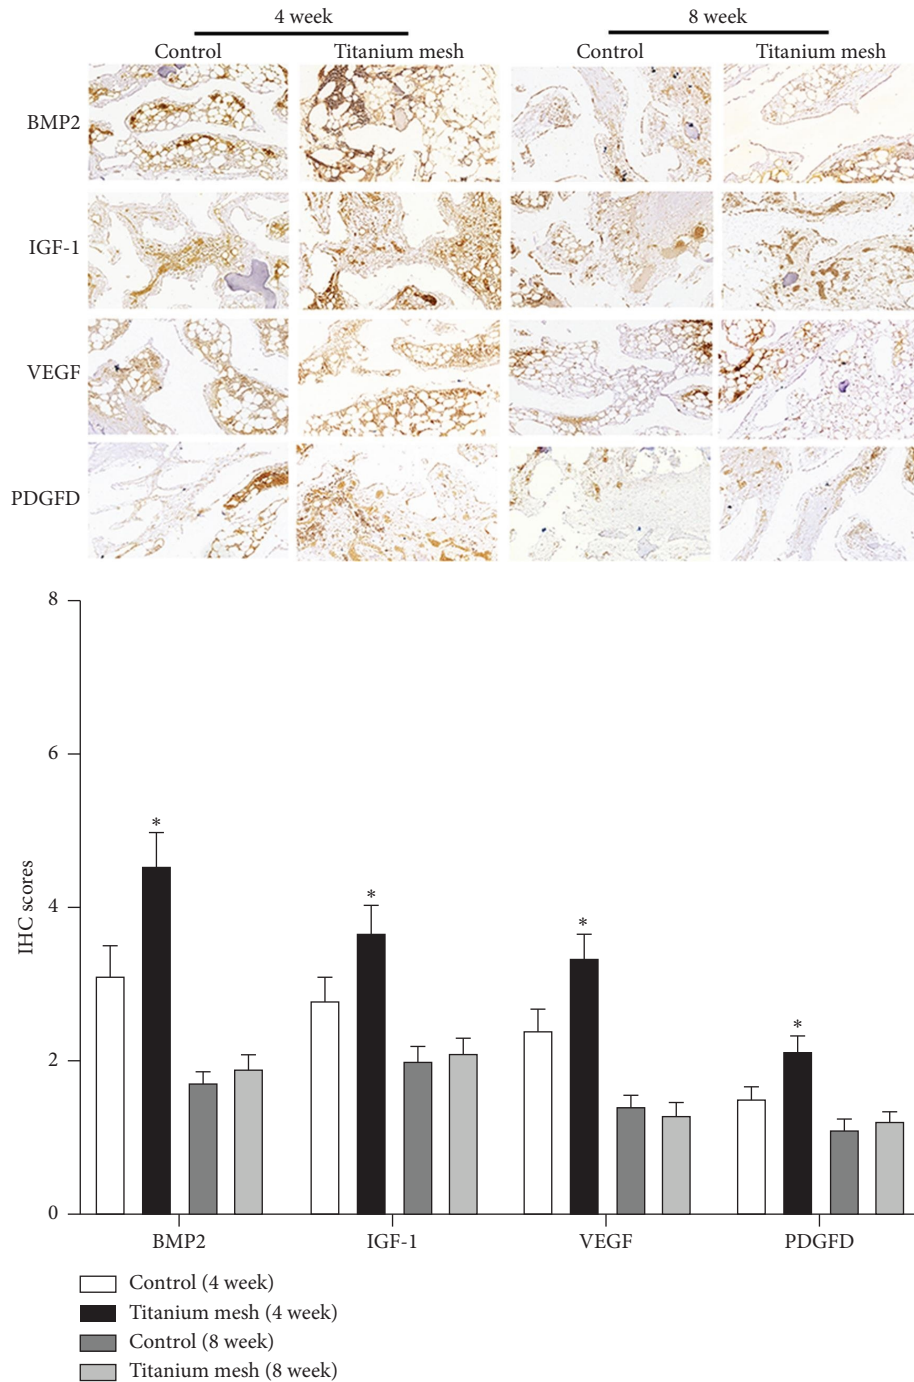 4 week 8 week
Control Titanium mesh Control Titanium mesh
BMP2
IGF-1
VEGF
PDGFD
8
6
4
2
0
IHC scores
* * * *
BMP2 IGF-1 VEGF PDGFD
Control (4 week)
Titanium mesh (4 week)
Control (8 week)
Titanium mesh (8 week)